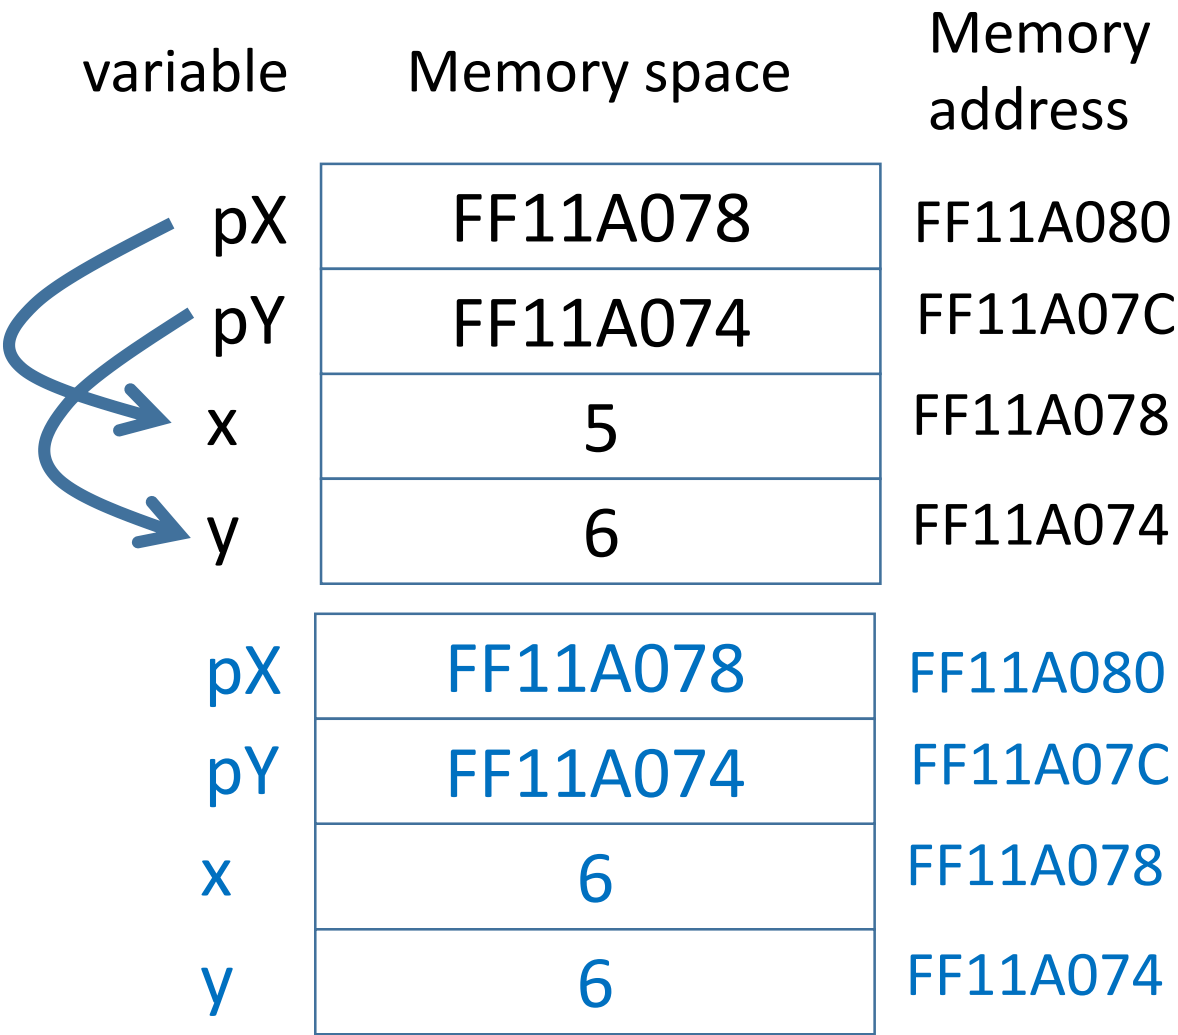 variable Memory space Memory
address
pX FF11A078 FF11A080
pY FF11A074 FF11A07C
x 5 FF11A078
y 6 FF11A074
pX FF11A078 FF11A080
pY FF11A074 FF11A07C
x 6 FF11A078
y 6 FF11A074